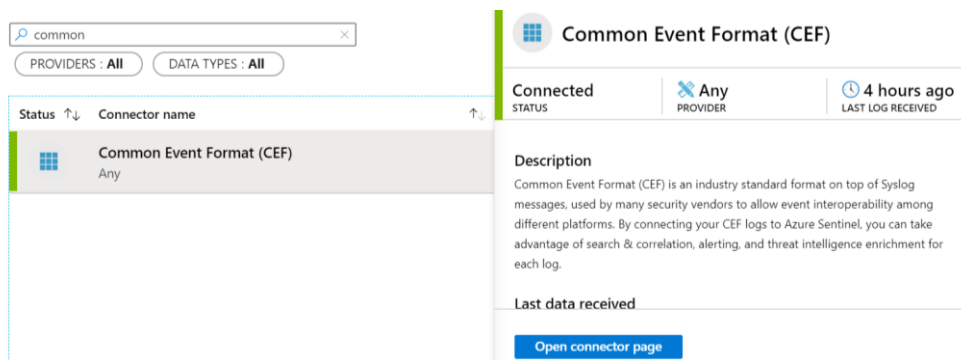 common
PROVIDERS : All
DATA TYPES : All
Status
Connector name
Common Event Format (CEF)
Any
Common Event Format (CEF)
Connected
STATUS
Any
PROVIDER
4 hours ago
LAST LOG RECEIVED
Description
Common Event Format (CEF) is an industry standard format on top of Syslog
messages, used by many security vendors to allow event interoperability among
different platforms. By connecting your CEF logs to Azure Sentinel, you can take
advantage of search & correlation, alerting, and threat intelligence enrichment for
each log.
Last data received
Open connector page